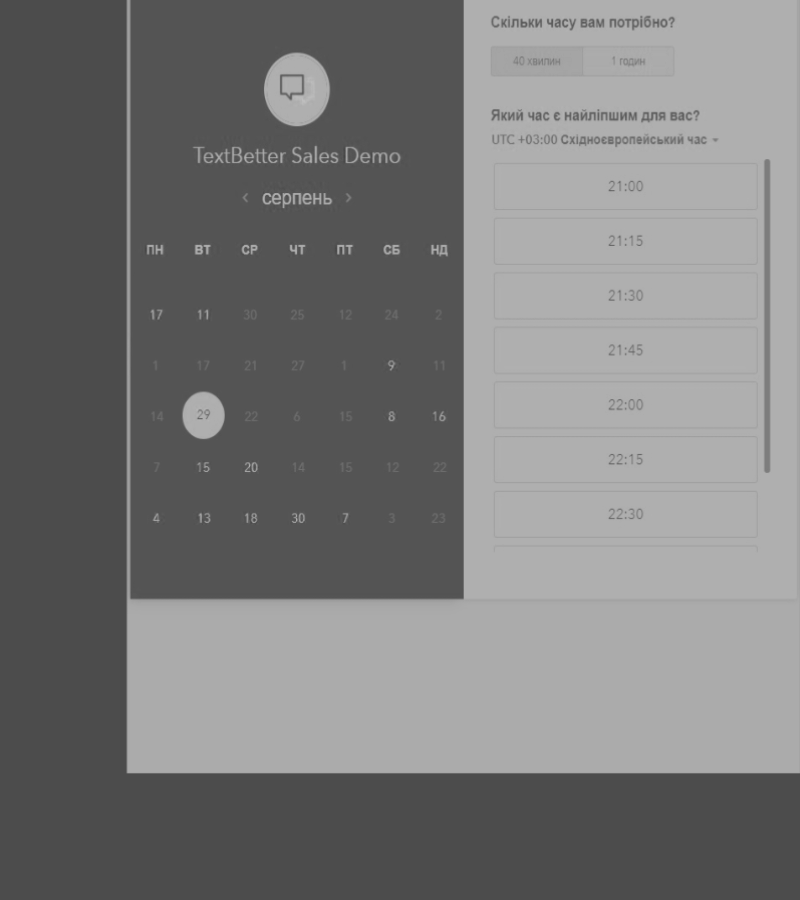 TextBetter Sales Demo
‹ серпень ›
ПН ВТ СР ЧТ ПТ СБ НД
17 11 30 25 12 24 2
1 17 21 27 1 9 11
14 29 22 6 15 8 16
7 15 20 14 15 12 22
4 13 18 30 7 3 23
Скільки часу вам потрібно?
40 хвилин 1 годин
Який час є найліпшим для вас?
UTC +03:00 Східноєвропейський час
21:00
21:15
21:30
21:45
22:00
22:15
22:30